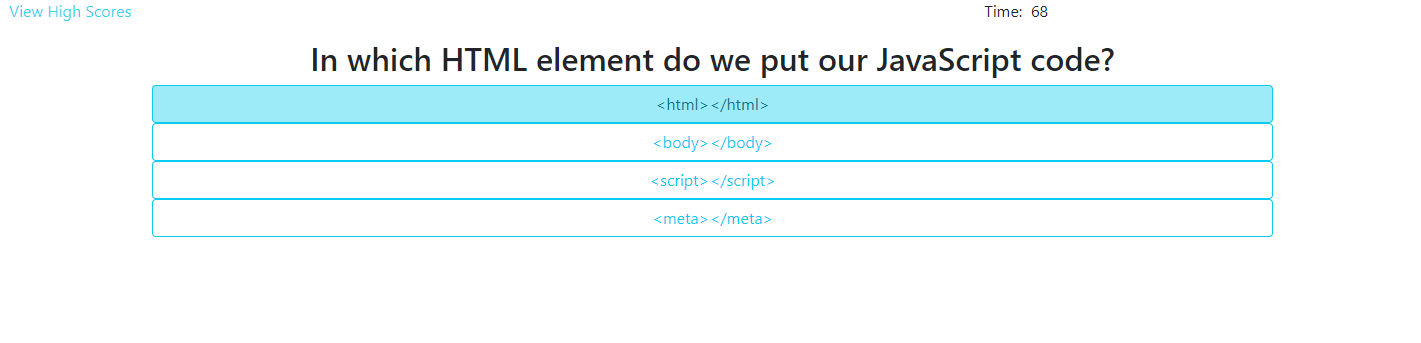 View High Scores
Time: 68
In which HTML element do we put our JavaScript code?
<html></html>
<body></body>
<script></script>
<meta></meta>